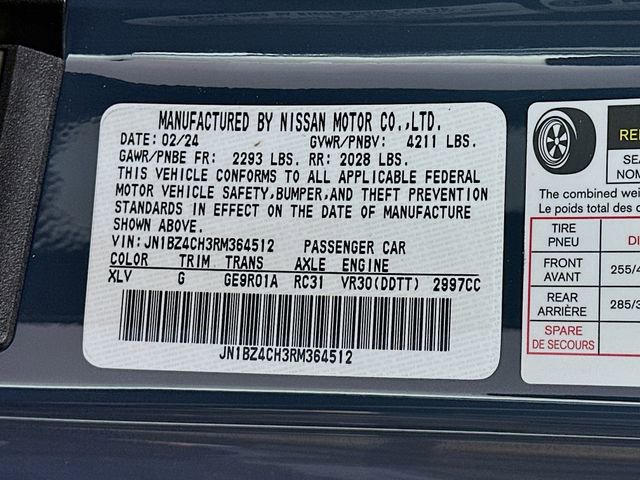 MANUFACTURED BY NISSAN MOTOR CO.,LTD.
DATE: 02/24 GVWR/PNBV: 4211 LBS.
GAWR/PNBE FR: 2293 LBS. RR: 2028 LBS.
THIS VEHICLE CONFORMS TO ALL APPLICABLE FEDERAL
MOTOR VEHICLE SAFETY,BUMPER,AND THEFT PREVENTION
STANDARDS IN EFFECT ON THE DATE OF MANUFACTURE
SHOWN ABOVE.
VIN: JN1BZ4CH3RM364512 PASSENGER CAR
COLOR TRIM TRANS AXLE ENGINE
XLV G GE9R01A RC31 VR30(DDTT) 2997CC
JN1BZ4CH3RM364512
The combined
Le poids total des
TIRE
PNEU
FRONT
AVANT
255/4
REAR
ARRIÈRE
285/3
SPARE
DE SECOURS